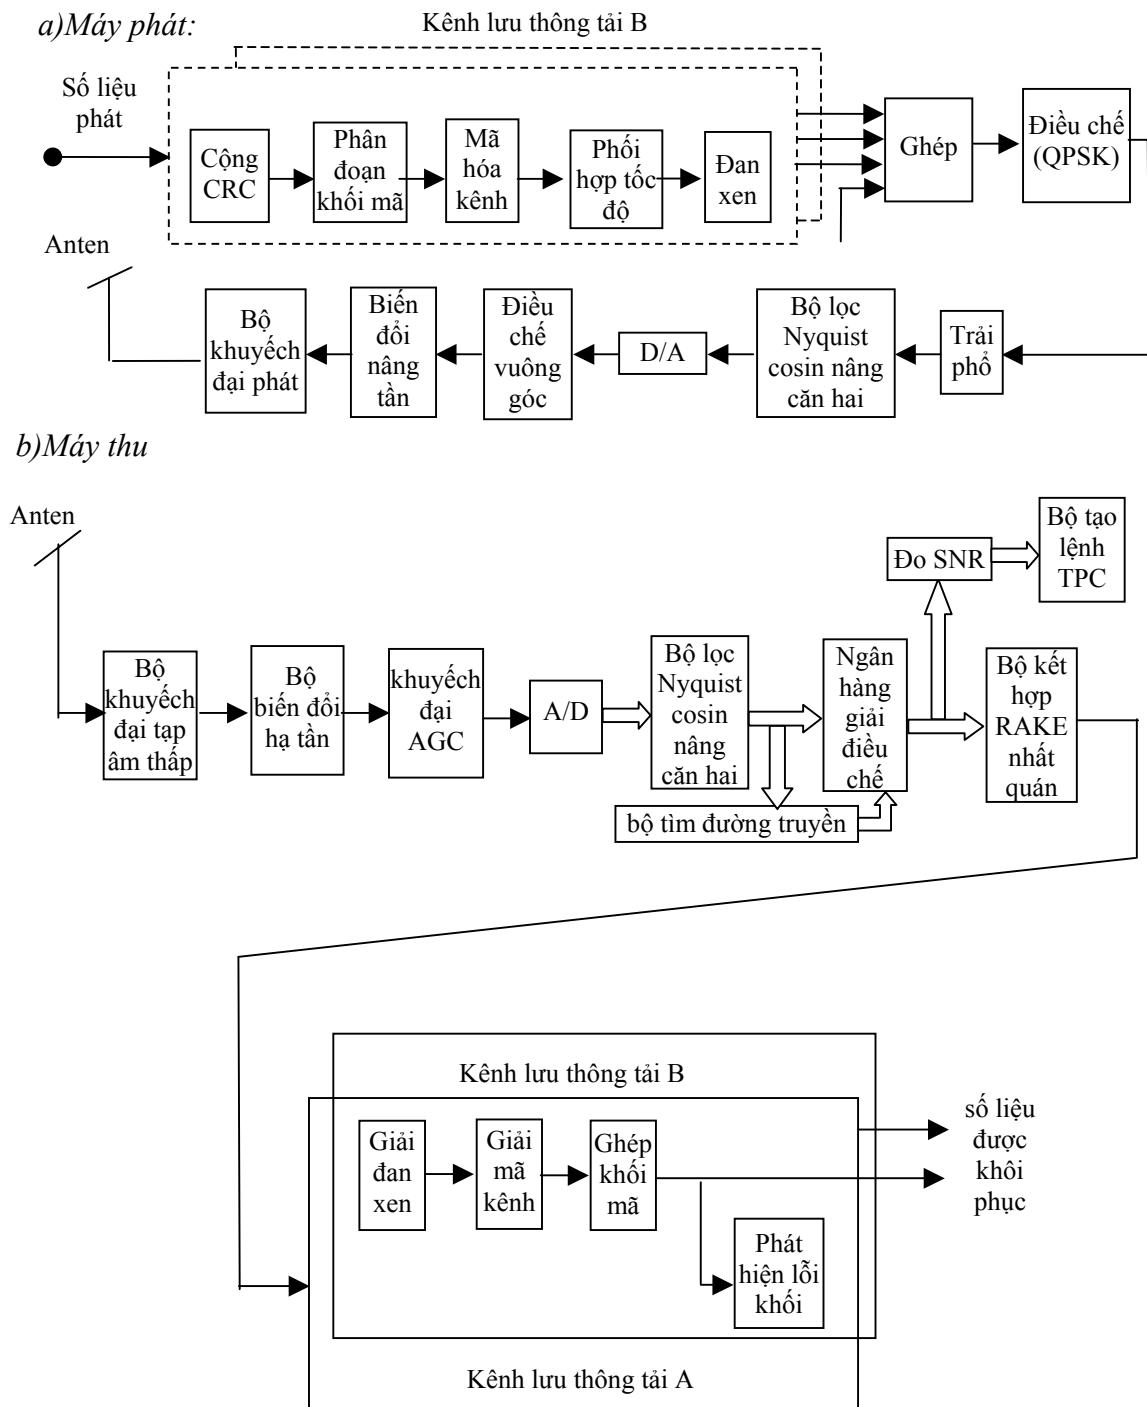 a)Máy phát:
Kênh lưu thông tải B
Số liệu
phát
Cộng
CRC
Phân
đoạn
khối mã
Mã
hóa
kênh
Phối
hợp tốc
độ
Đan
xen
Ghép
Điều chế
(QPSK)
Anten
Bộ
khuyếch
đại phát
Biến
đổi
nâng
tần
Điều
chế
vuông
góc
D/A
Bộ lọc
Nyquist
cosin nâng
căn hai
Trải
phổ
b)Máy thu
Anten
Bộ
khuyếch
đại tạp
âm thấp
Bộ
biến đổi
hạ tần
khuyếch
đại
AGC
A/D
Bộ lọc
Nyquist
cosin
nâng
căn hai
Ngân
hàng
giải
điều
chế
Đo SNR
Bộ tạo
lệnh
TPC
Bộ kết
hợp
RAKE
nhất
quán
bộ tìm đường truyền
Kênh lưu thông tải B
Giải
đan
xen
Giải
mã
kênh
Ghép
khối
mã
Phát
hiện lỗi
khối
số liệu
được
khôi
phục
Kênh lưu thông tải A